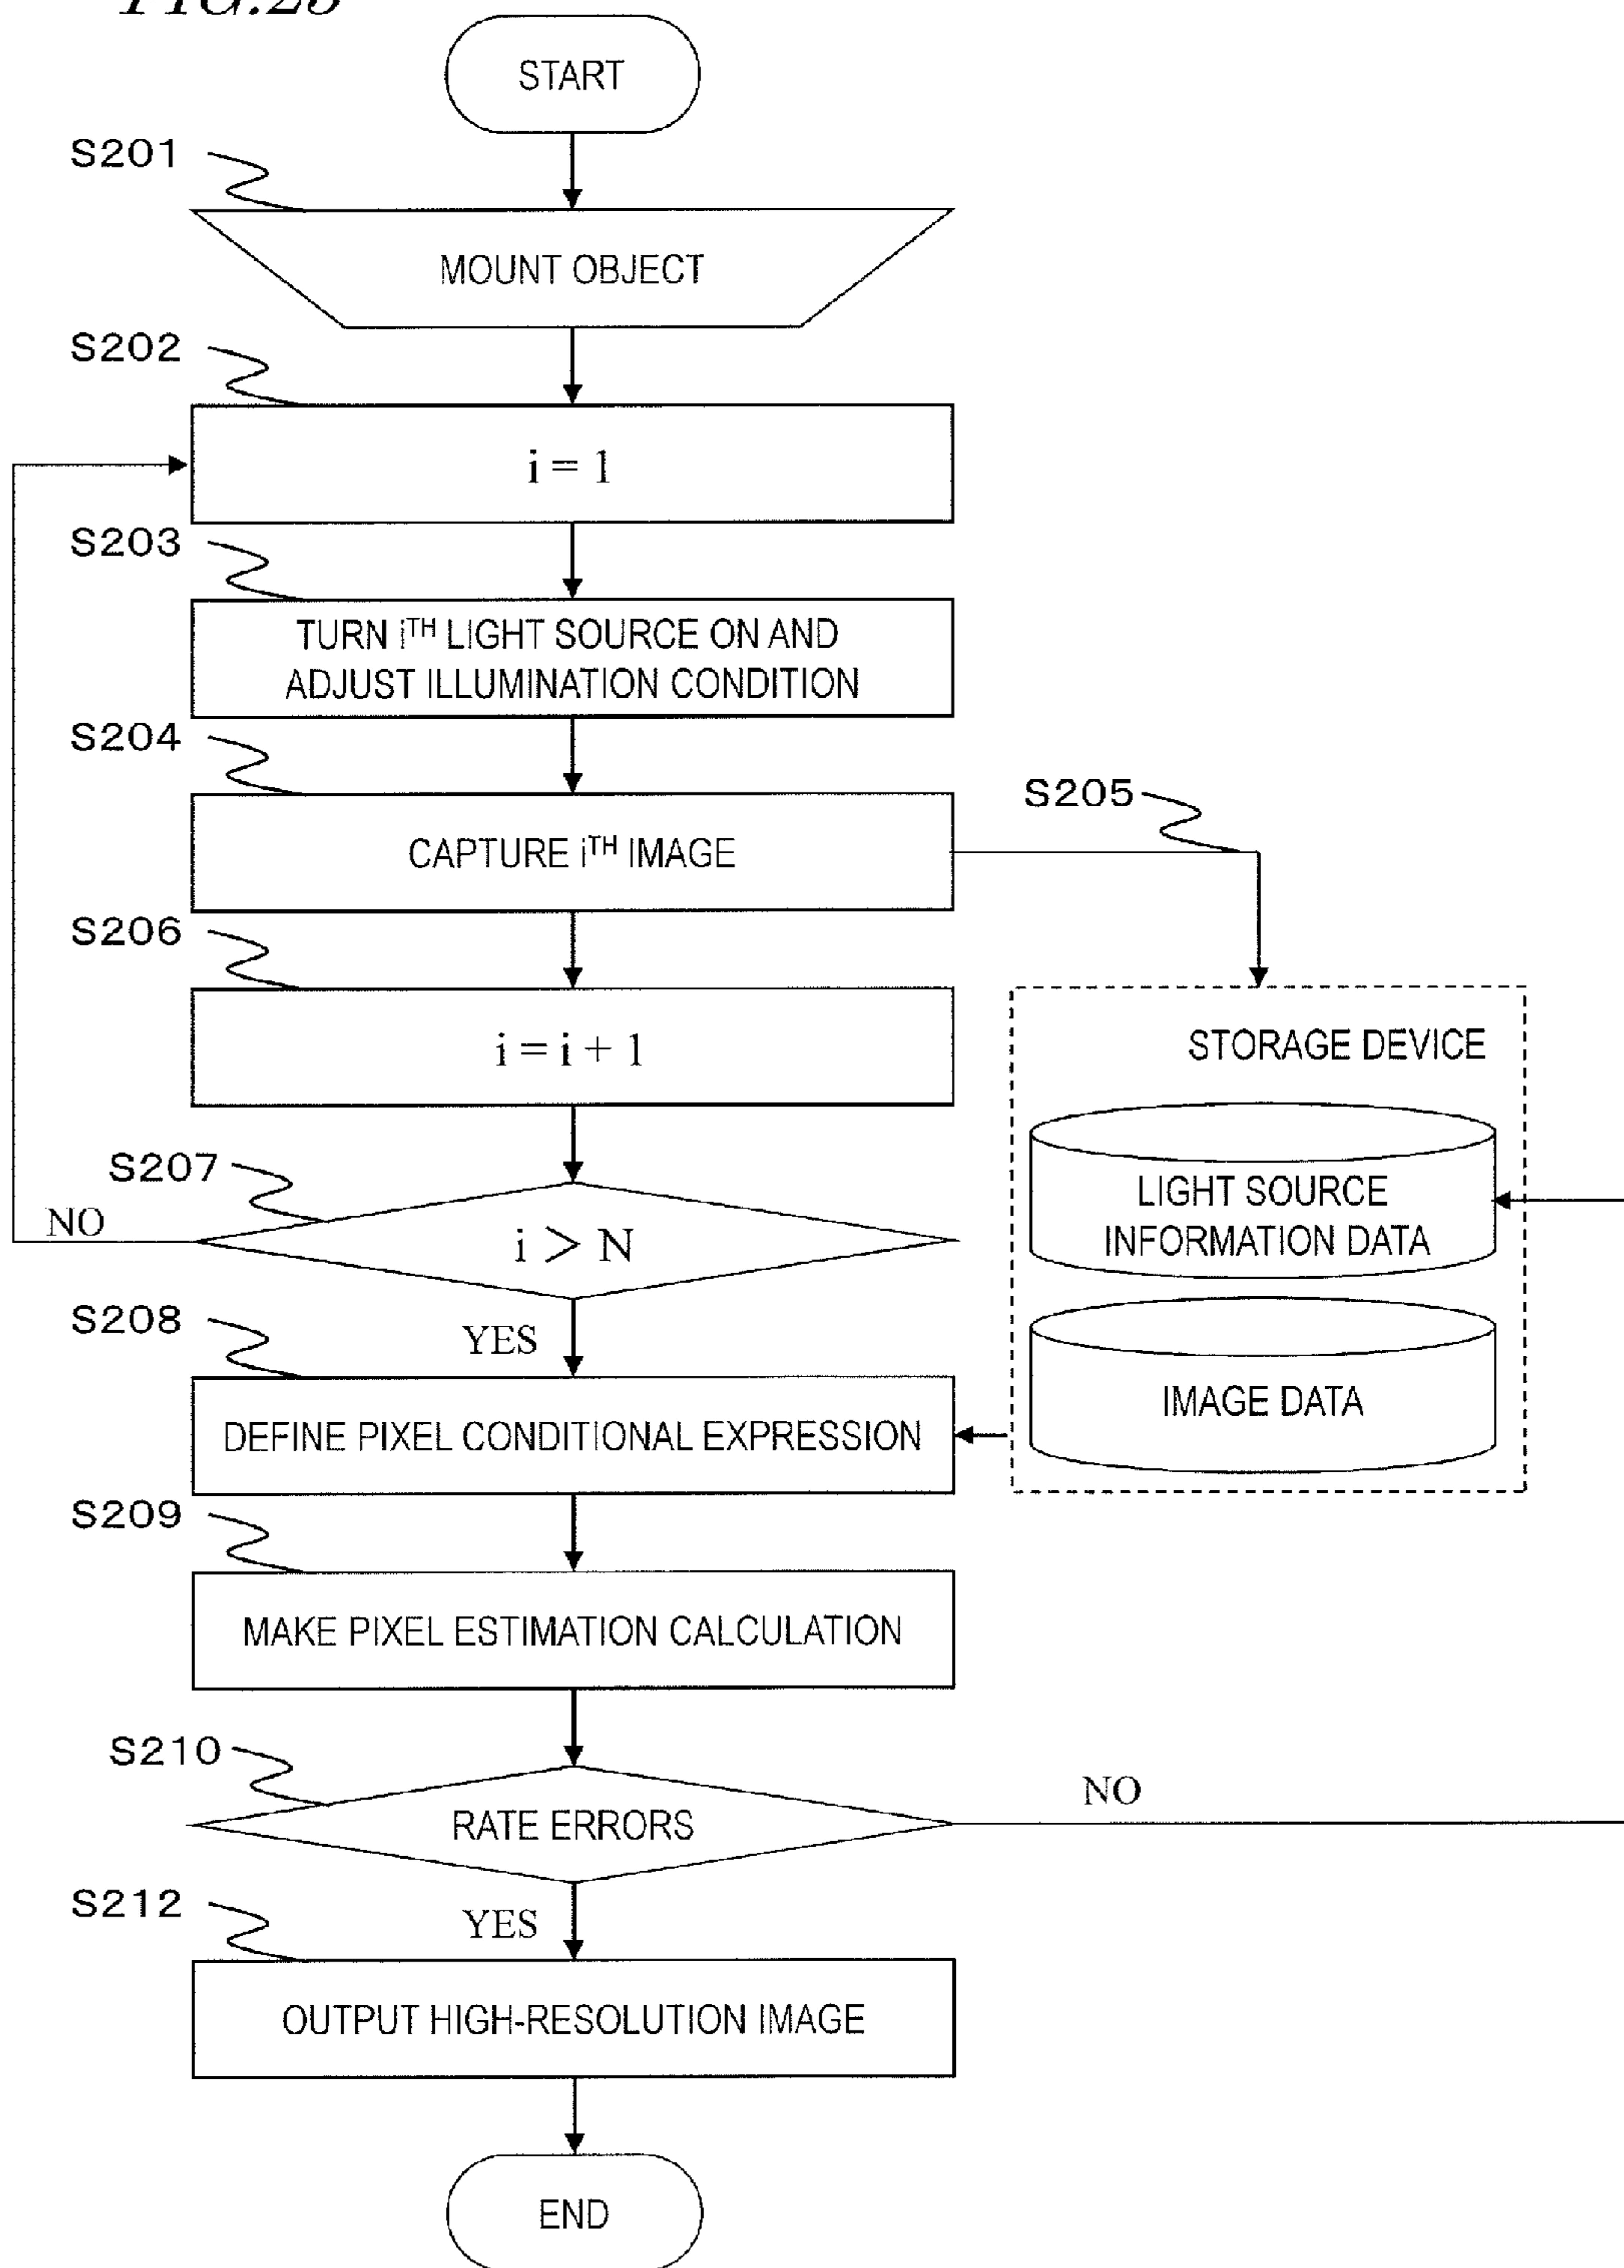 S201
START
MOUNT OBJECT
S202
i = 1
S203
TURN iTH LIGHT SOURCE ON AND
ADJUST ILLUMINATION CONDITION
S204
CAPTURE iTH IMAGE
S205
S206
i = i + 1
STORAGE DEVICE
LIGHT SOURCE
INFORMATION DATA
IMAGE DATA
S207
NO
i > N
YES
S208
DEFINE PIXEL CONDITIONAL EXPRESSION
S209
MAKE PIXEL ESTIMATION CALCULATION
S210
RATE ERRORS
NO
YES
S212
OUTPUT HIGH-RESOLUTION IMAGE
END